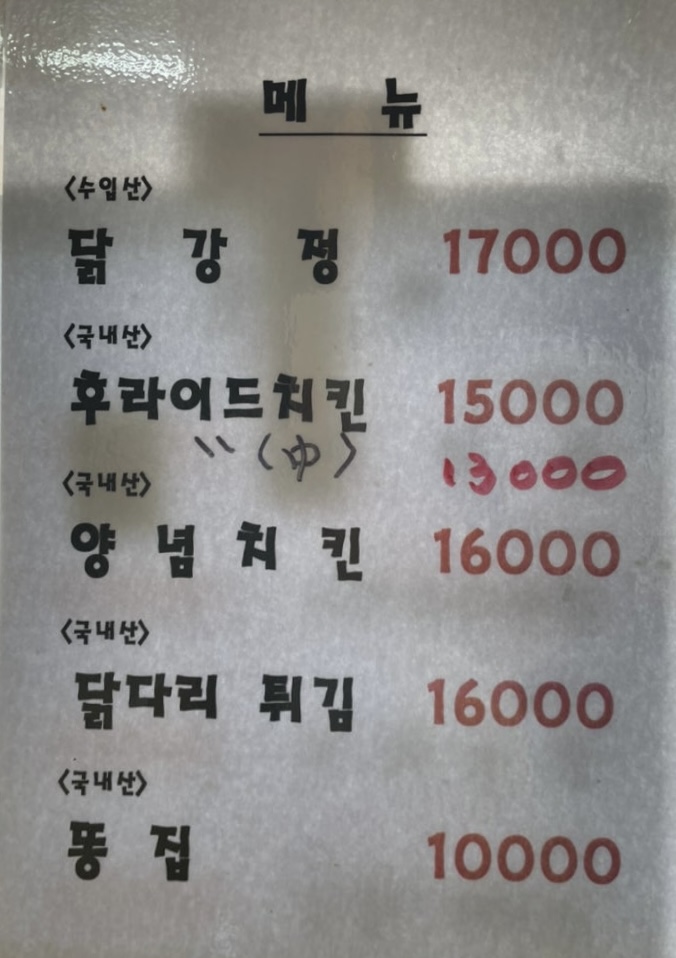 메 뉴
<수입산>
닭 강 정 17000
<국내산>
후라이드치킨 15000
〃 (中) 13000
<국내산>
양 념 치 킨 16000
<국내산>
닭다리 튀김 16000
<국내산>
똥 집 10000